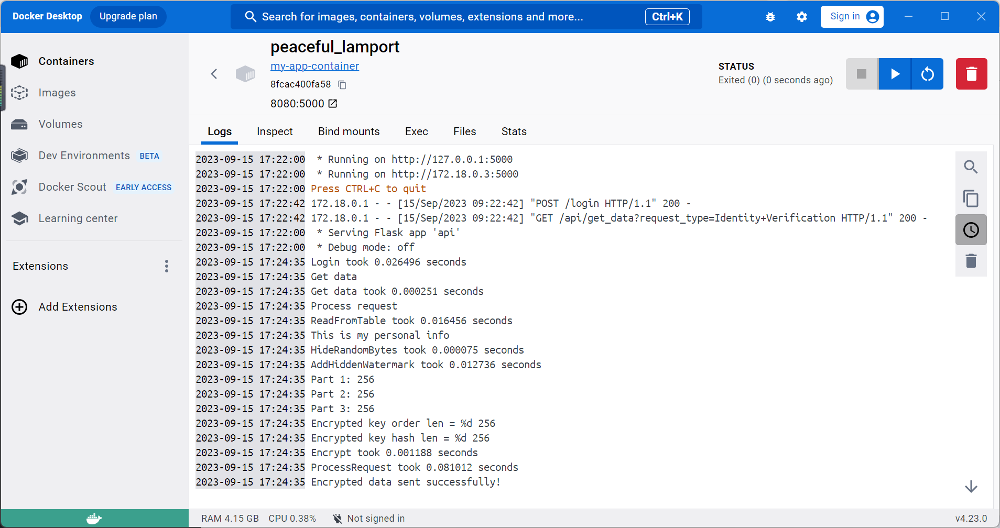 Docker Desktop Upgrade plan Search for images, containers, volumes, extensions and more... Ctrl+K Sign in
Containers
Images
Volumes
Dev Environments BETA
Docker Scout EARLY ACCESS
Learning center
Extensions
Add Extensions
peaceful_lamport
my-app-container
8fcac400fa58
8080:5000
STATUS
Exited (0) (0 seconds ago)
Logs Inspect Bind mounts Exec Files Stats
2023-09-15 17:22:00  * Running on http://127.0.0.1:5000
2023-09-15 17:22:00  * Running on http://172.18.0.3:5000
2023-09-15 17:22:00 Press CTRL+C to quit
2023-09-15 17:22:42 172.18.0.1 - - [15/Sep/2023 09:22:42] "POST /login HTTP/1.1" 200 -
2023-09-15 17:22:42 172.18.0.1 - - [15/Sep/2023 09:22:42] "GET /api/get_data?request_type=Identity+Verification HTTP/1.1" 200 -
2023-09-15 17:22:00  * Serving Flask app 'api'
2023-09-15 17:22:00  * Debug mode: off
2023-09-15 17:24:35 Login took 0.026496 seconds
2023-09-15 17:24:35 Get data
2023-09-15 17:24:35 Get data took 0.000251 seconds
2023-09-15 17:24:35 Process request
2023-09-15 17:24:35 ReadFromTable took 0.016456 seconds
2023-09-15 17:24:35 This is my personal info
2023-09-15 17:24:35 HideRandomBytes took 0.000075 seconds
2023-09-15 17:24:35 AddHiddenWatermark took 0.012736 seconds
2023-09-15 17:24:35 Part 1: 256
2023-09-15 17:24:35 Part 2: 256
2023-09-15 17:24:35 Part 3: 256
2023-09-15 17:24:35 Encrypted key order len = %d 256
2023-09-15 17:24:35 Encrypted key hash len = %d 256
2023-09-15 17:24:35 Encrypt took 0.001188 seconds
2023-09-15 17:24:35 ProcessRequest took 0.081012 seconds
2023-09-15 17:24:35 Encrypted data sent successfully!
RAM 4.15 GB CPU 0.38% Not signed in v4.23.0